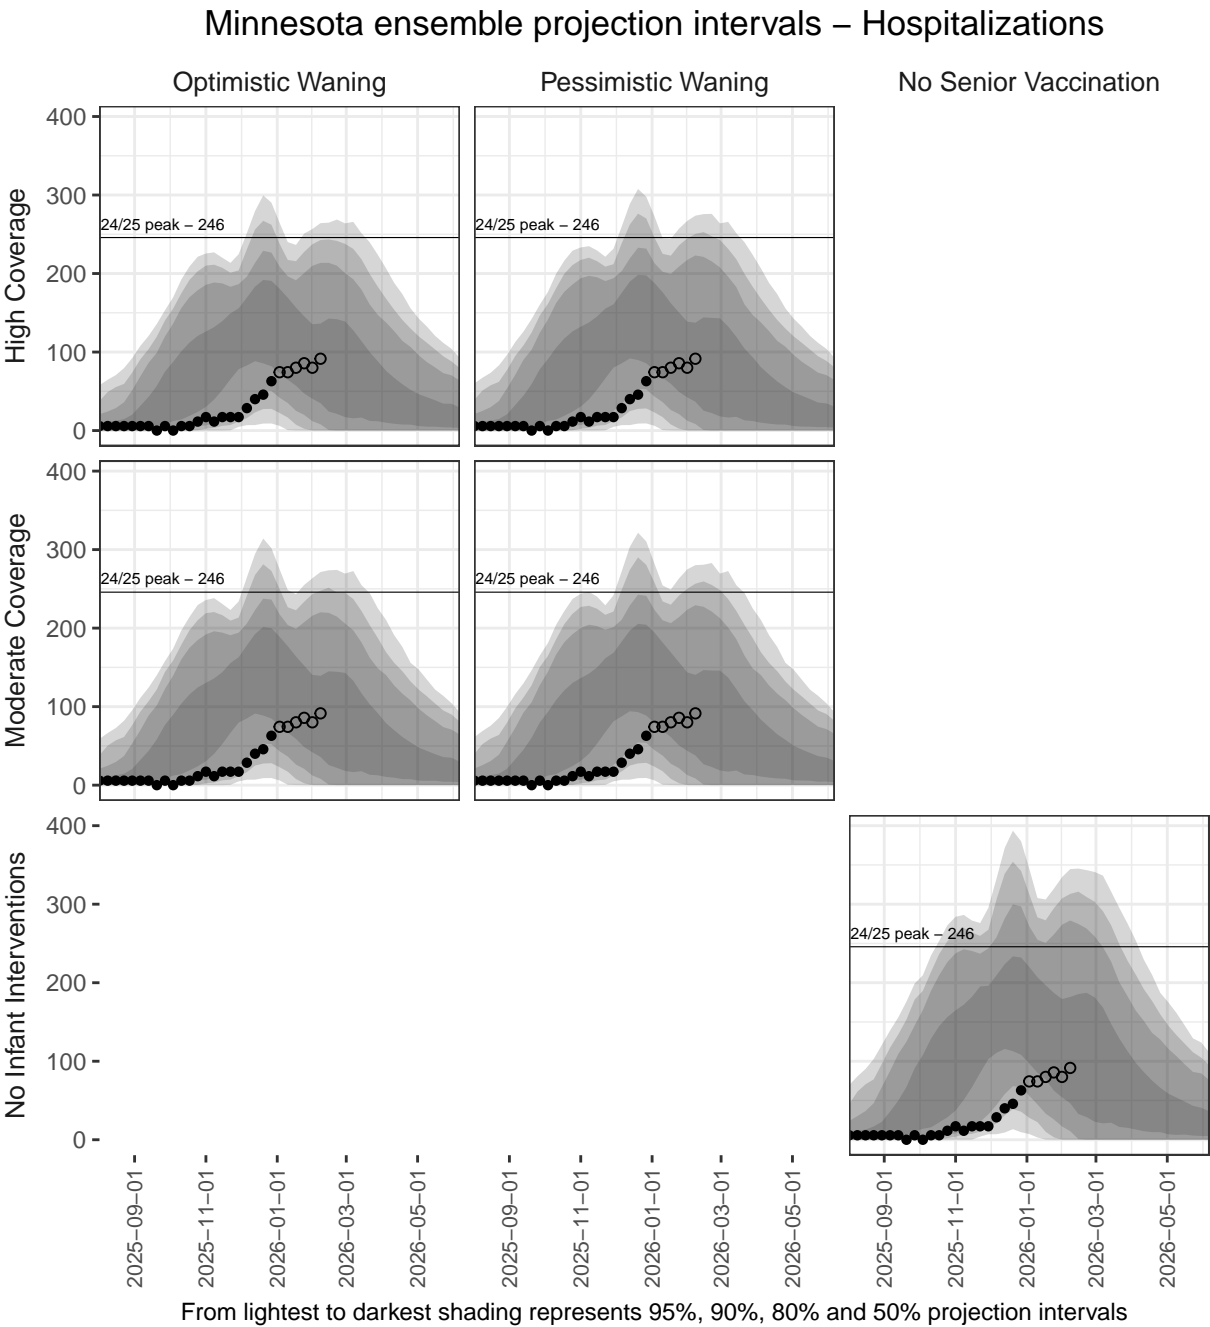 Minnesota ensemble projection intervals – Hospitalizations
Optimistic Waning
Pessimistic Waning
No Senior Vaccination
High Coverage
400
300
200
100
0
24/25 peak – 246
24/25 peak – 246
Moderate Coverage
400
300
200
100
0
24/25 peak – 246
24/25 peak – 246
No Infant Interventions
400
300
200
100
0
24/25 peak – 246
2025–09–01
2025–11–01
2026–01–01
2026–03–01
2026–05–01
2025–09–01
2025–11–01
2026–01–01
2026–03–01
2026–05–01
2025–09–01
2025–11–01
2026–01–01
2026–03–01
2026–05–01
From lightest to darkest shading represents 95%, 90%, 80% and 50% projection intervals